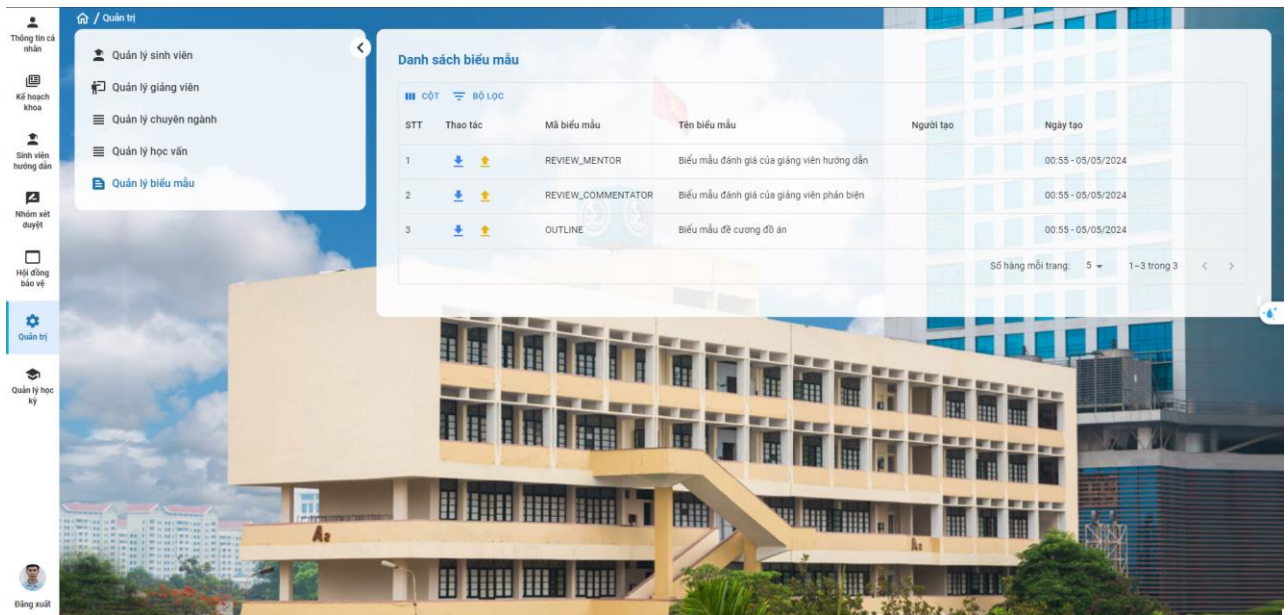 / Quản trị
Thông tin cá
nhân
Kế hoạch
khoa
Sinh viên
hướng dẫn
Nhóm xét
duyệt
Hội đồng
bảo vệ
Quản trị
Quản lý học
kỳ
Đăng xuất
Quản lý sinh viên
Quản lý giảng viên
Quản lý chuyên ngành
Quản lý học vấn
Quản lý biểu mẫu
Danh sách biểu mẫu
CỘT BỘ LỌC
STT Thao tác Mã biểu mẫu Tên biểu mẫu Người tạo Ngày tạo
1 REVIEW_MENTOR Biểu mẫu đánh giá của giảng viên hướng dẫn 00:55 - 05/05/2024
2 REVIEW_COMMENTATOR Biểu mẫu đánh giá của giảng viên phản biện 00:55 - 05/05/2024
3 OUTLINE Biểu mẫu đề cương đồ án 00:55 - 05/05/2024
Số hàng mỗi trang: 5 1–3 trong 3
A2